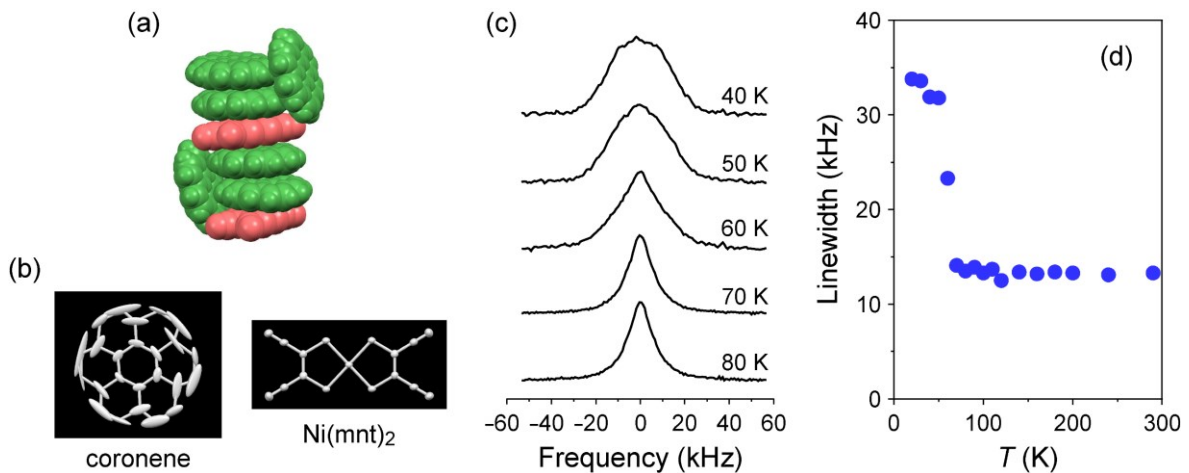 (a)
(b)
coronene
Ni(mnt)2
(c)
40 K
50 K
60 K
70 K
80 K
−60 −40 −20 0 20 40 60
Frequency (kHz)
(d)
40
30
20
10
0
Linewidth (kHz)
0 100 200 300
T (K)